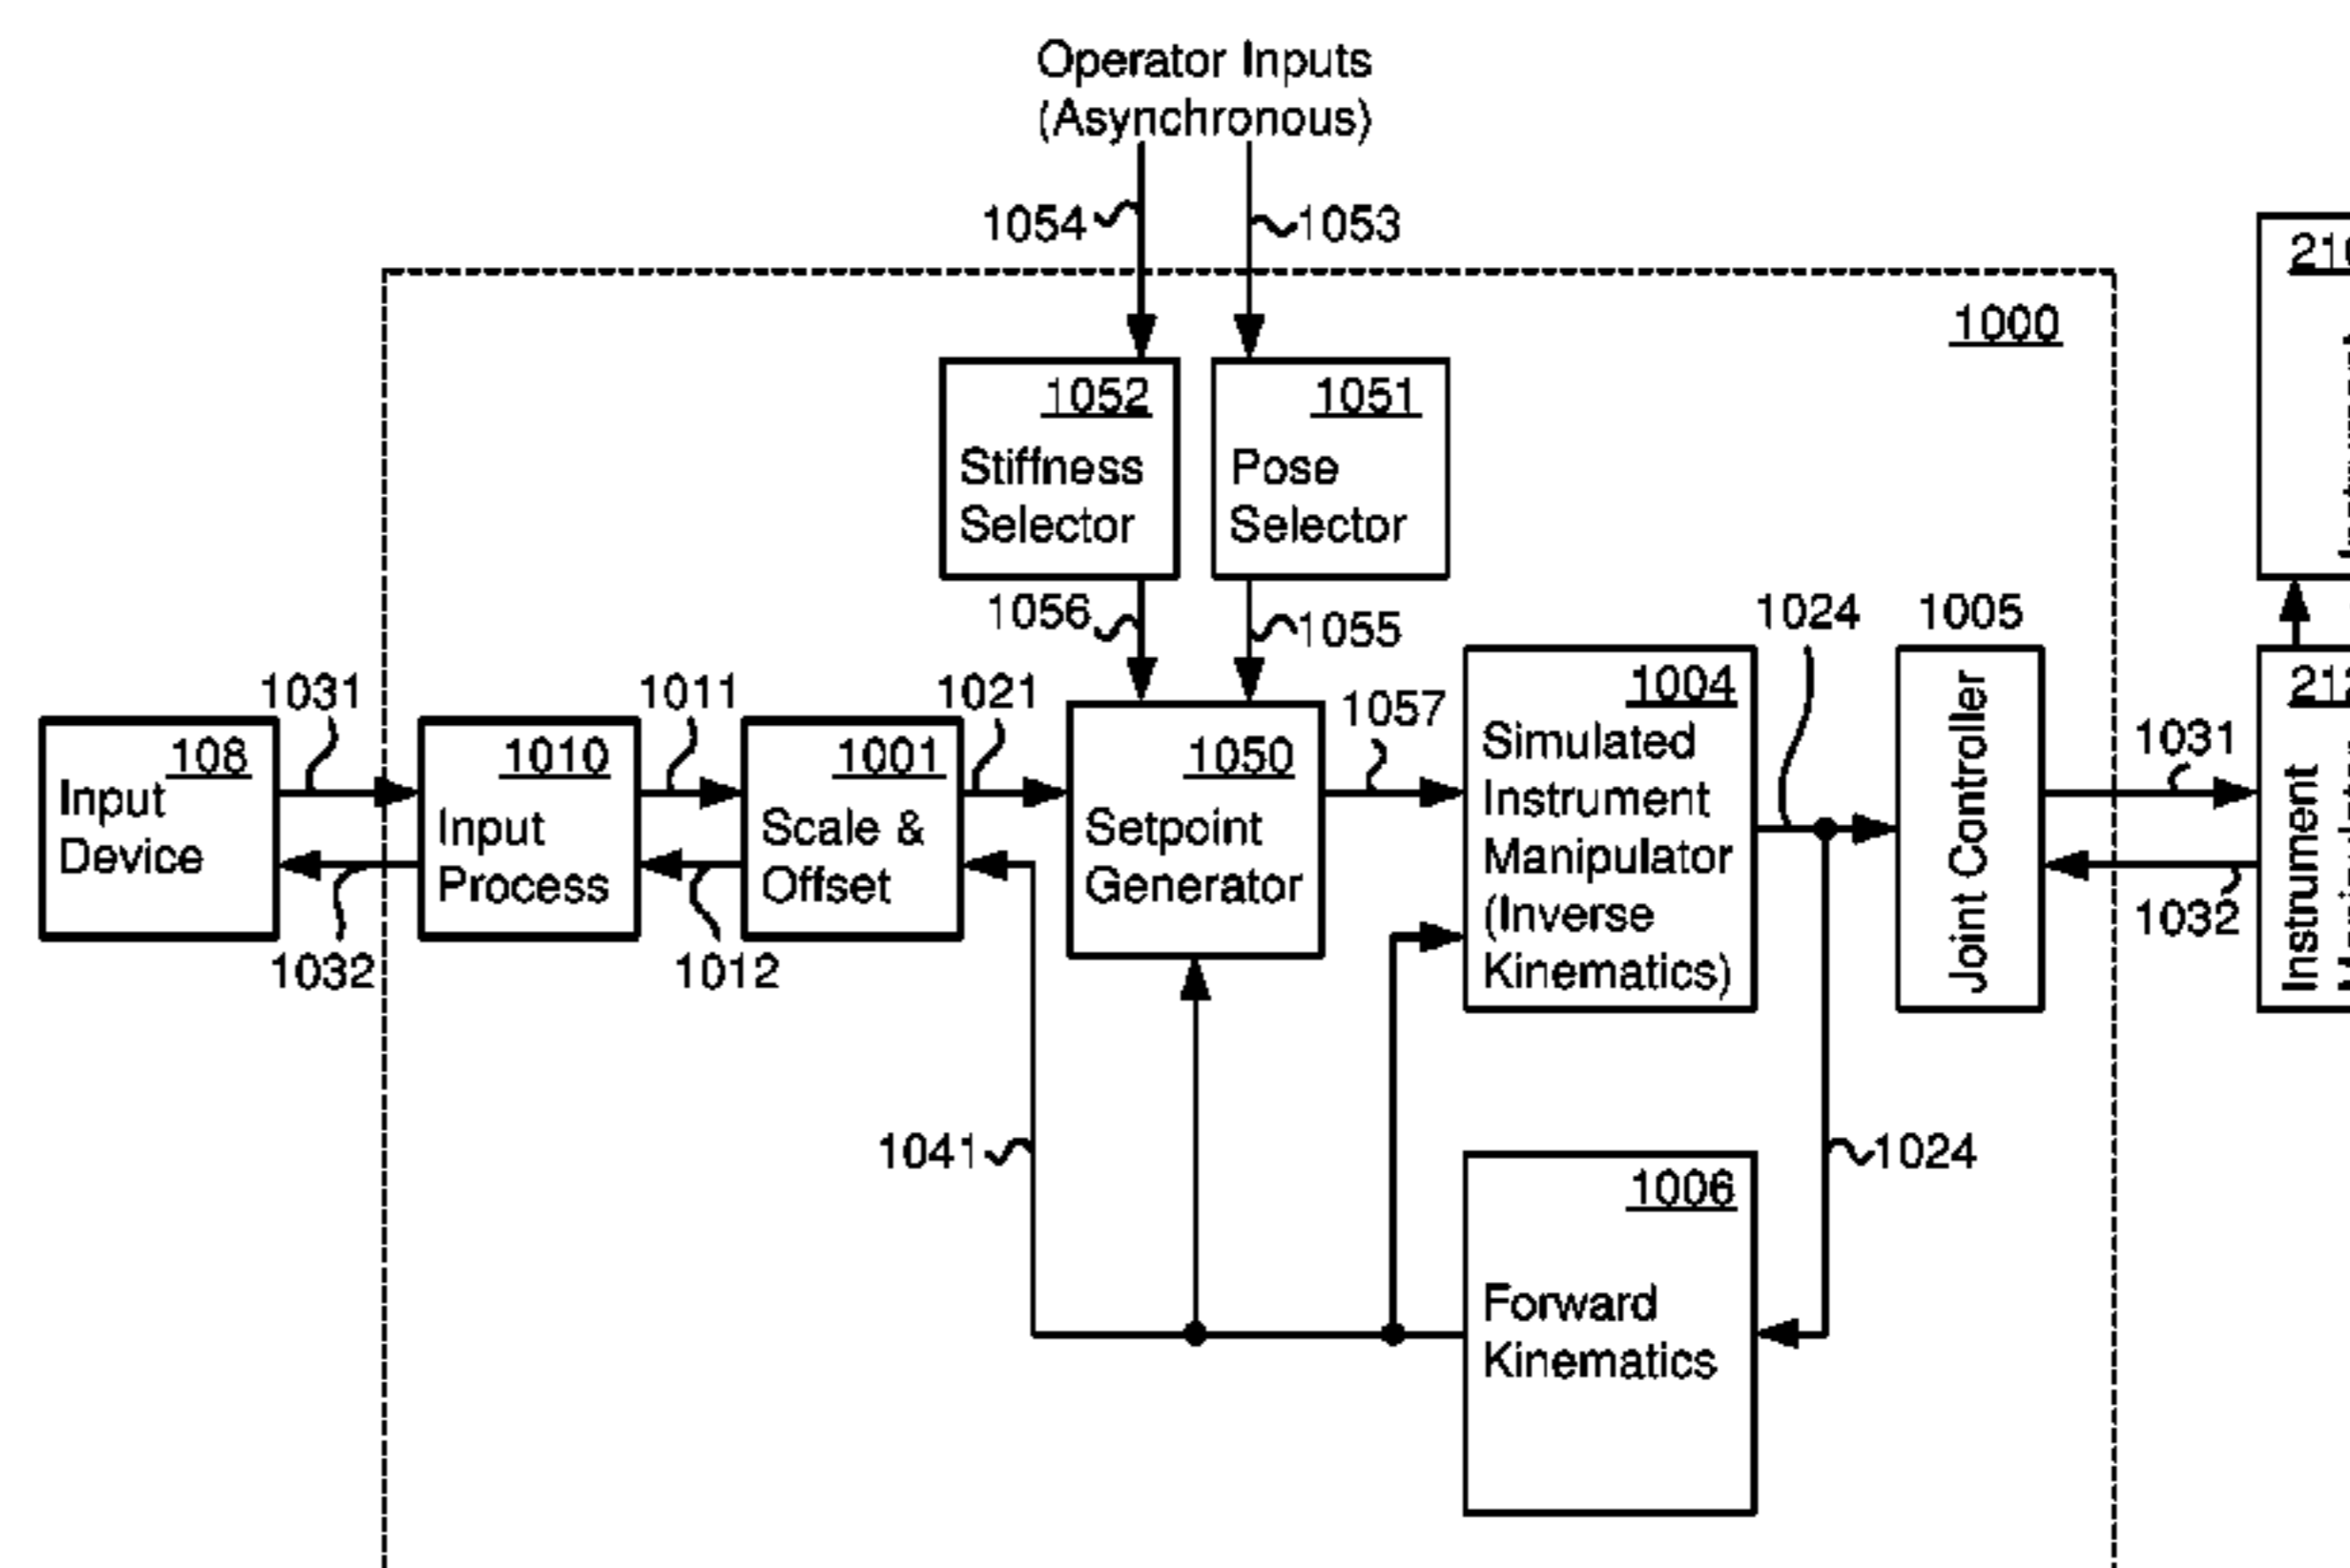 Operator Inputs
(Asynchronous)
1054
1053
1000
1052
Stiffness
Selector
1051
Pose
Selector
1056
1055
1024
1005
1031
108
Input
Device
1032
1010
Input
Process
1011
1012
1001
Scale &
Offset
1021
1050
Setpoint
Generator
1057
1004
Simulated
Instrument
Manipulator
(Inverse
Kinematics)
Joint Controller
1031
1032
Instrument
1041
1024
1006
Forward
Kinematics